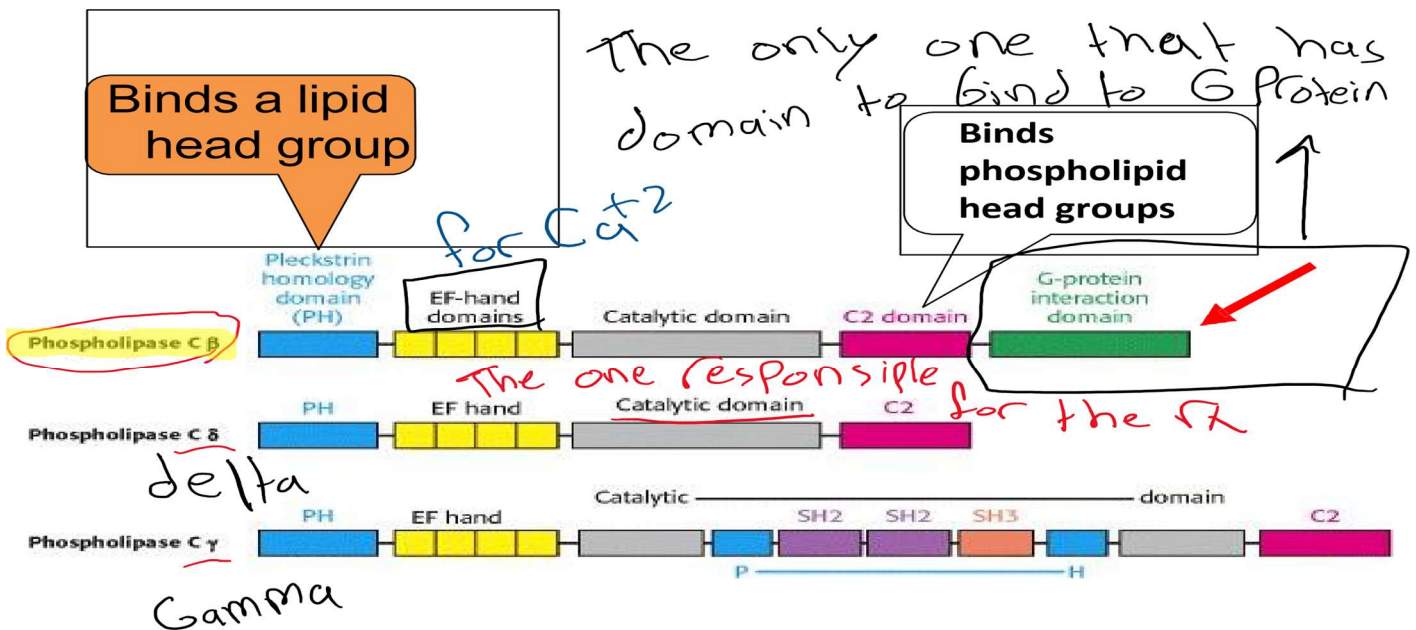 The only one that has
domain to bind to G Protein
Binds a lipid
head group
Binds
phospholipid
head groups
for Ca+2
Pleckstrin
homology
domain
(PH)
EF-hand
domains
Catalytic domain
C2 domain
G-protein
interaction
domain
Phospholipase C β
The one responsiple
for the rx
PH
EF hand
Catalytic domain
C2
Phospholipase C δ
delta
Catalytic
domain
PH
EF hand
SH2
SH2
SH3
C2
Phospholipase C γ
P
H
Gamma